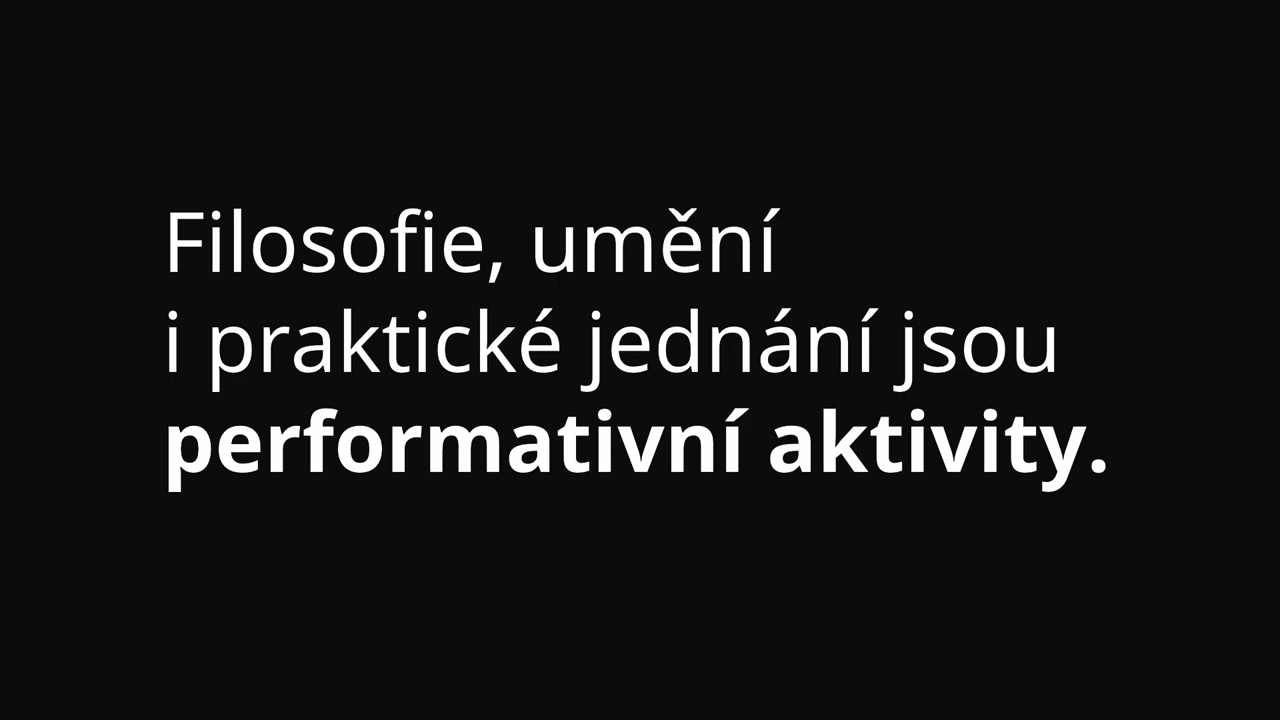 Filosofie, umění
i praktické jednání jsou
performativní aktivity.